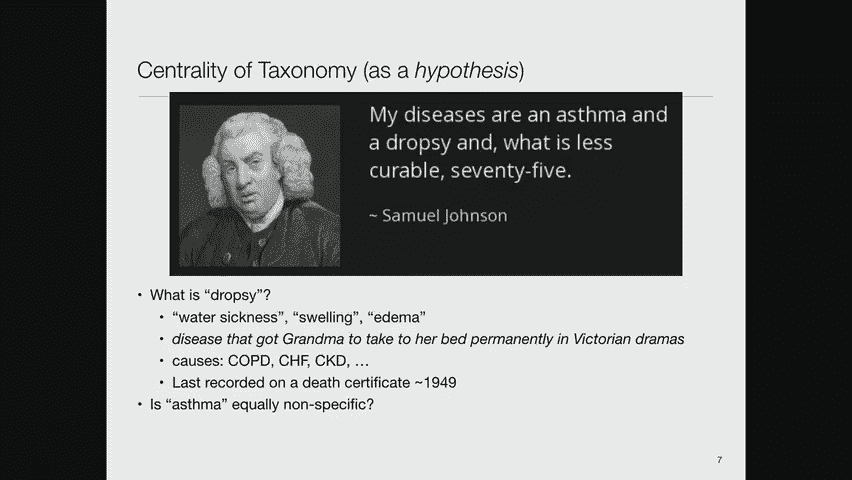 Centrality of Taxonomy (as a hypothesis)
My diseases are an asthma and
a dropsy and, what is less
curable, seventy-five.
~ Samuel Johnson
• What is “dropsy”?
• “water sickness”, “swelling”, “edema”
• disease that got Grandma to take to her bed permanently in Victorian dramas
• causes: COPD, CHF, CKD, …
• Last recorded on a death certificate ~1949
• Is “asthma” equally non-specific?
7